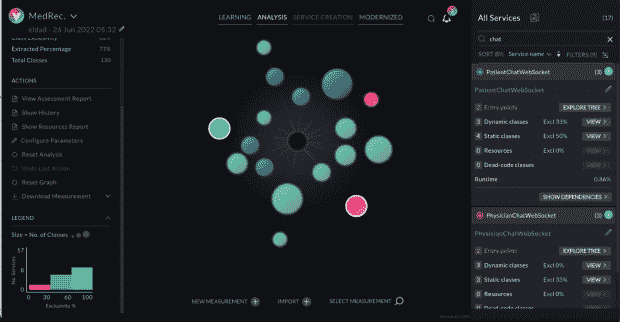 MedRec.
eldad - 26 Jun 2022 05:32
Class Exclusivity
Extracted Percentage 71%
Total Classes 130
ACTIONS
View Assessment Report
Show History
Show Resources Report
Configure Parameters
Reset Analysis
Undo Last Action
Reset Graph
Download Measurement
LEGEND
Size = No. of Classes
No. Services
17
8
0
0 30 60 100
Exclusivity %
LEARNING ANALYSIS SERVICE CREATION MODERNIZED
NEW MEASUREMENT IMPORT SELECT MEASUREMENT
All Services (17)
chat
SORT BY: Service name FILTERS (9)
PatientChatWebSocket (3)
PatientChatWebSocket
2 Entry points EXPLORE TREE >
3 Dynamic classes Excl 33% VIEW >
4 Static classes Excl 50% VIEW >
0 Resources Excl 0% VIEW >
0 Dead-code classes VIEW >
Runtime 0.86%
SHOW DEPENDENCIES >
PhysicianChatWebSocket (3)
PhysicianChatWebSocket
2 Entry points EXPLORE TREE >
3 Dynamic classes Excl 0% VIEW >
3 Static classes Excl 33% VIEW >
0 Resources Excl 0% VIEW >